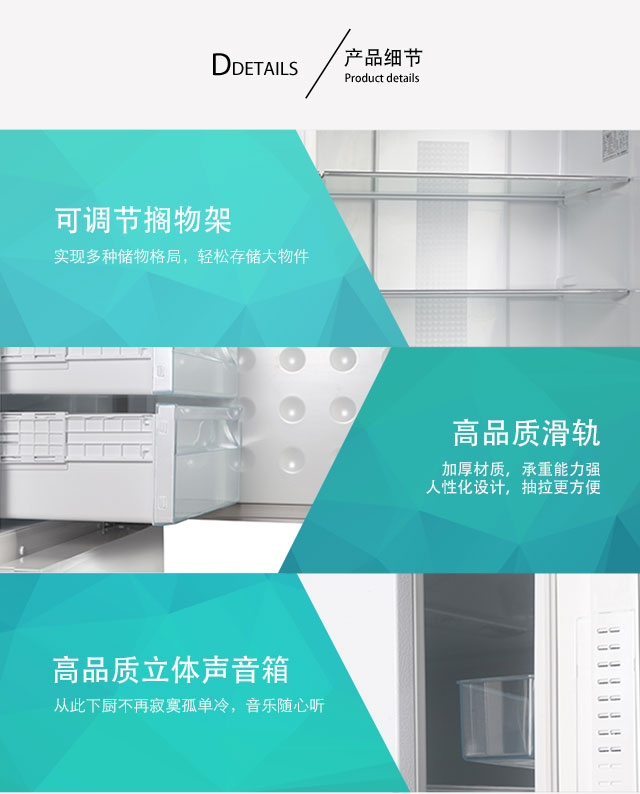 DDETAILS
产品细节
Product details
可调节搁物架
实现多种储物格局，轻松存储大物件
高品质滑轨
加厚材质，承重能力强
人性化设计，抽拉更方便
高品质立体声音箱
从此下厨不再寂寞孤单冷，音乐随心听